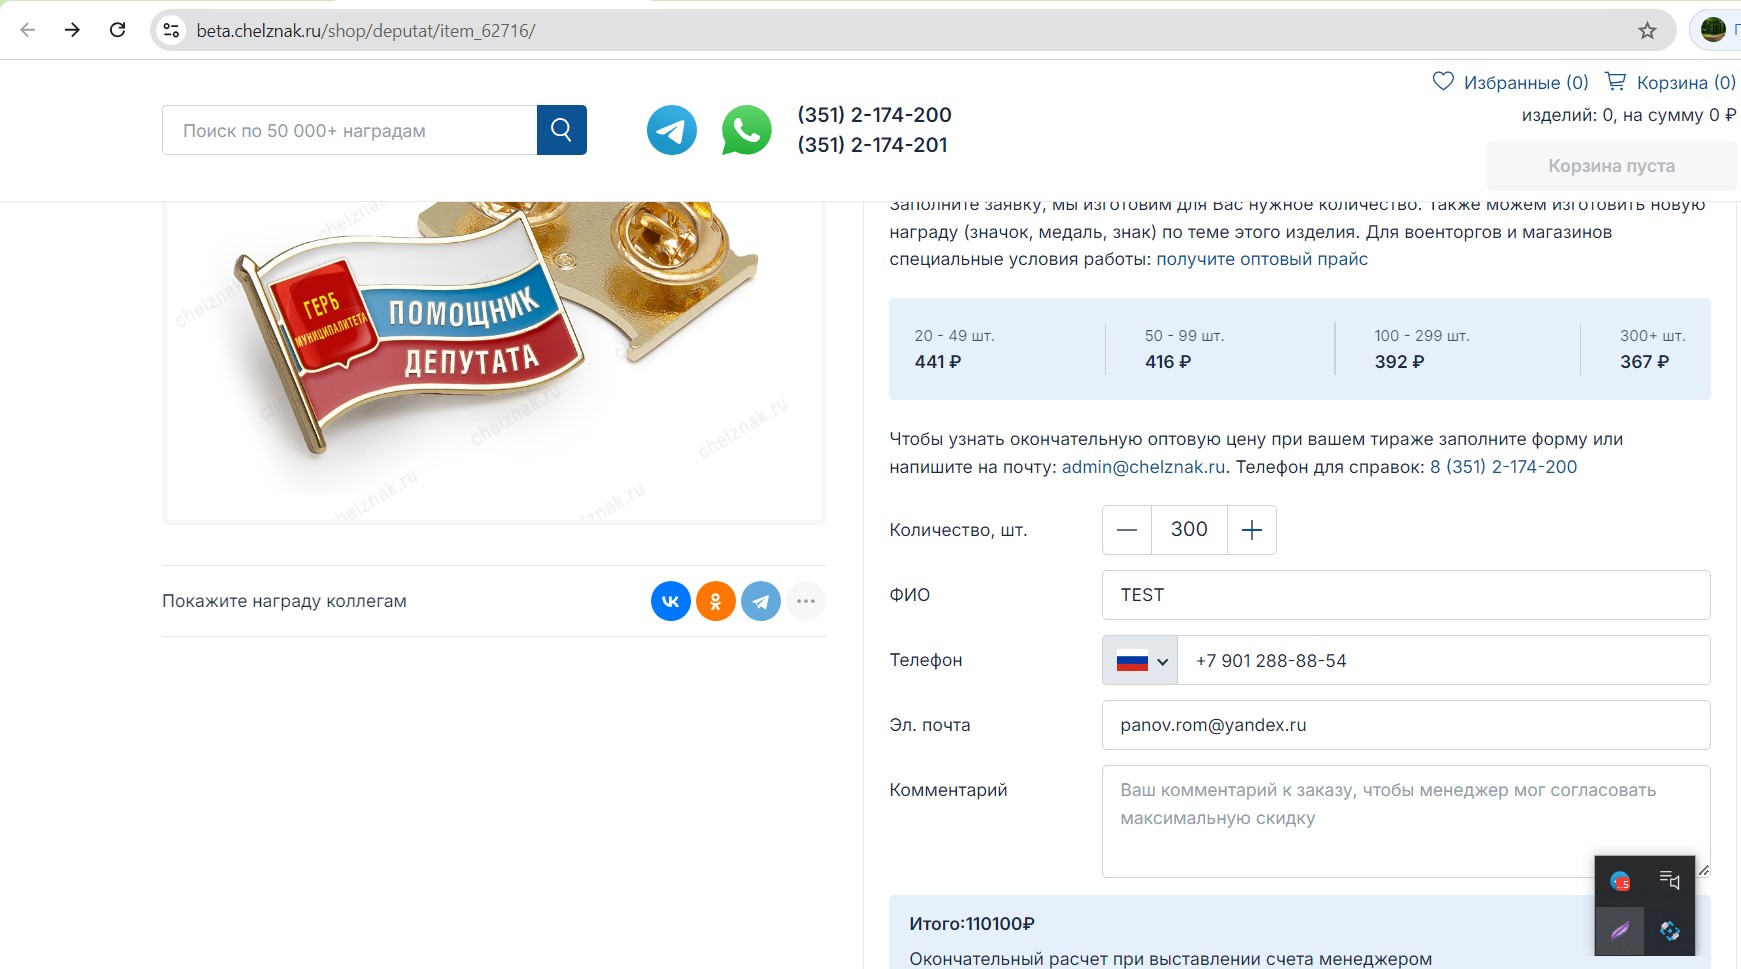 beta.chelznak.ru/shop/deputat/item_62716/
Избранные (0) Корзина (0)
изделий: 0, на сумму 0 ₽
Корзина пуста
Поиск по 50 000+ наградам
(351) 2-174-200
(351) 2-174-201
ГЕРБ
МУНИЦИПАЛИТЕТА
ПОМОЩНИК
ДЕПУТАТА
chelznak.ru
chelznak.ru
chelznak.ru
Покажите награду коллегам
Заполните заявку, мы изготовим для Вас нужное количество. Также можем изготовить новую
награду (значок, медаль, знак) по теме этого изделия. Для военторгов и магазинов
специальные условия работы: получите оптовый прайс
20 - 49 шт. 50 - 99 шт. 100 - 299 шт. 300+ шт.
441 ₽ 416 ₽ 392 ₽ 367 ₽
Чтобы узнать окончательную оптовую цену при вашем тираже заполните форму или
напишите на почту: admin@chelznak.ru. Телефон для справок: 8 (351) 2-174-200
Количество, шт. 300
ФИО TEST
Телефон +7 901 288-88-54
Эл. почта panov.rom@yandex.ru
Комментарий Ваш комментарий к заказу, чтобы менеджер мог согласовать
максимальную скидку
Итого:110100₽
Окончательный расчет при выставлении счета менеджером